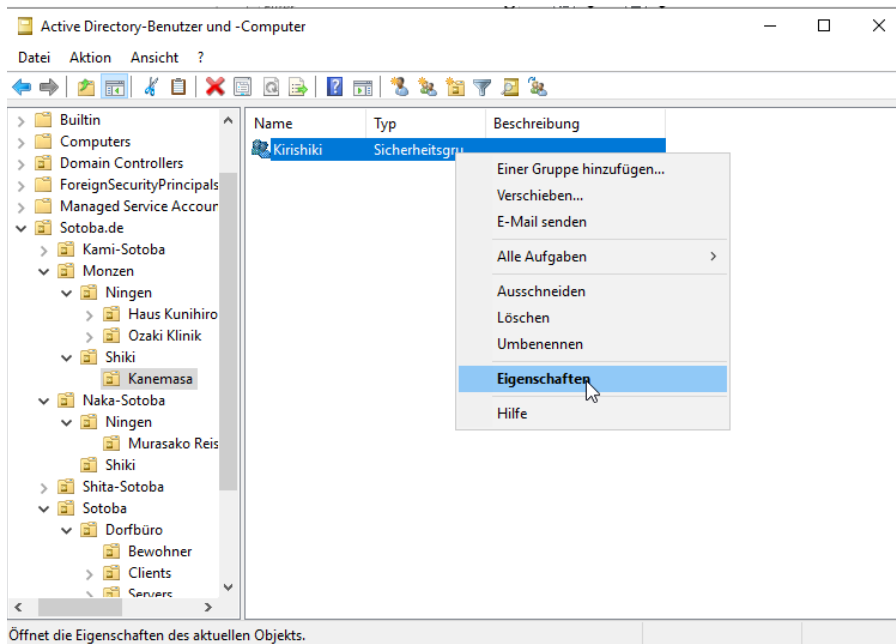 Active Directory-Benutzer und -Computer
Datei Aktion Ansicht ?
Builtin
Computers
Domain Controllers
ForeignSecurityPrincipals
Managed Service Accour
Sotoba.de
Kami-Sotoba
Monzen
Ningen
Haus Kunihiro
Ozaki Klinik
Shiki
Kanemasa
Naka-Sotoba
Ningen
Murasako Reis
Shiki
Shita-Sotoba
Sotoba
Dorfbüro
Bewohner
Clients
Servers
Name Typ Beschreibung
Kirishiki Sicherheitsgru
Einer Gruppe hinzufügen...
Verschieben...
E-Mail senden
Alle Aufgaben
Ausschneiden
Löschen
Umbenennen
Eigenschaften
Hilfe
Öffnet die Eigenschaften des aktuellen Objekts.